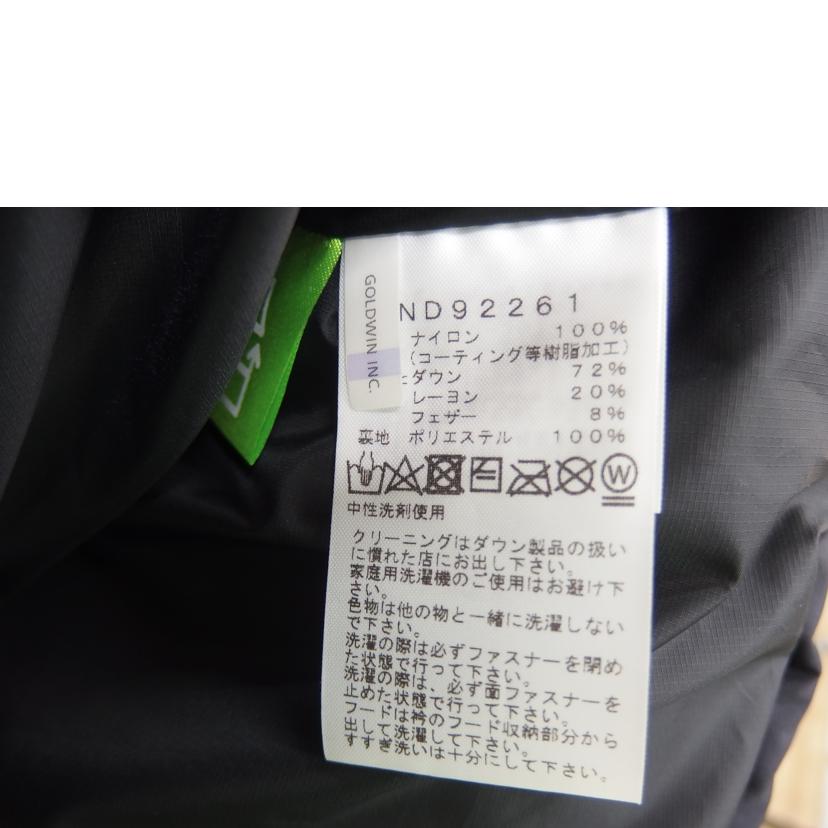 GOLDWIN INC.
ND92261
ナイロン 100%
(コーティング等樹脂加工)
ダウン 72%
レーヨン 20%
フェザー 8%
裏地 ポリエステル 100%
W
中性洗剤使用
クリーニングはダウン製品の扱い
に慣れた店にお出し下さい。
家庭用洗濯機のご使用はお避け下
さい。
色物は他の物と一緒に洗濯しない
で下さい。
洗濯の際は必ずファスナーを閉め
た状態で行って下さい。
洗濯の際は、必ず面ファスナーを
止めた状態で行って下さい。
フードは衿のフード収納部分から
出して洗濯して下さい。
すすぎ洗いは十分にして下さい。